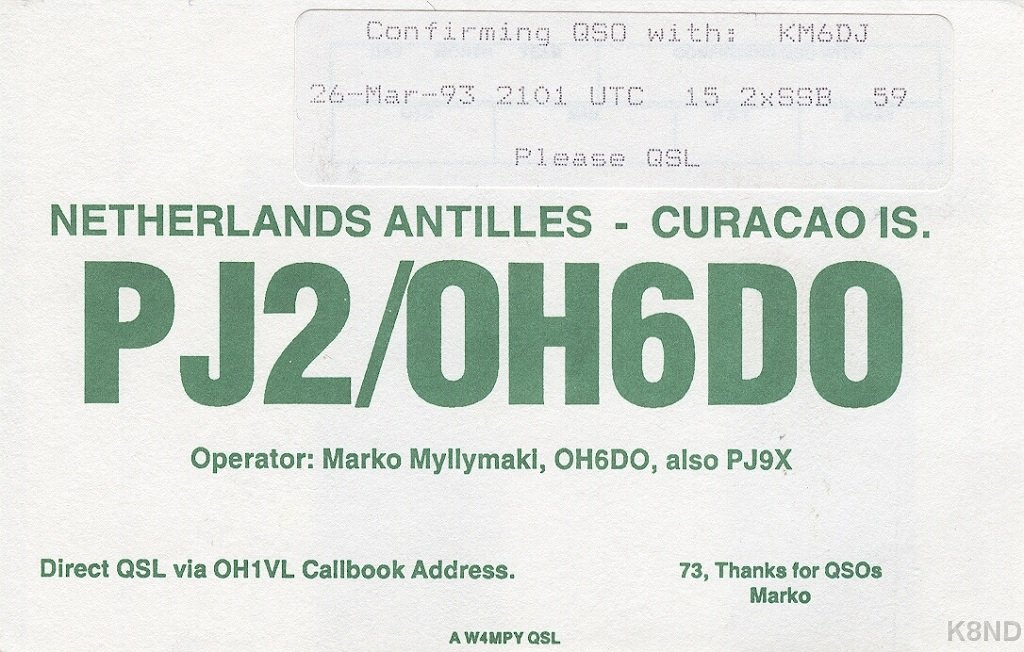 Confirming QSO with: KM6DJ
26-Mar-93 2101 UTC 15 2xSSB 59
Please QSL
NETHERLANDS ANTILLES - CURACAO IS.
PJ2/OH6DO
Operator: Marko Myllymaki, OH6DO, also PJ9X
Direct QSL via OH1VL Callbook Address.
73, Thanks for QSOs
Marko
A W4MPY QSL
K8ND